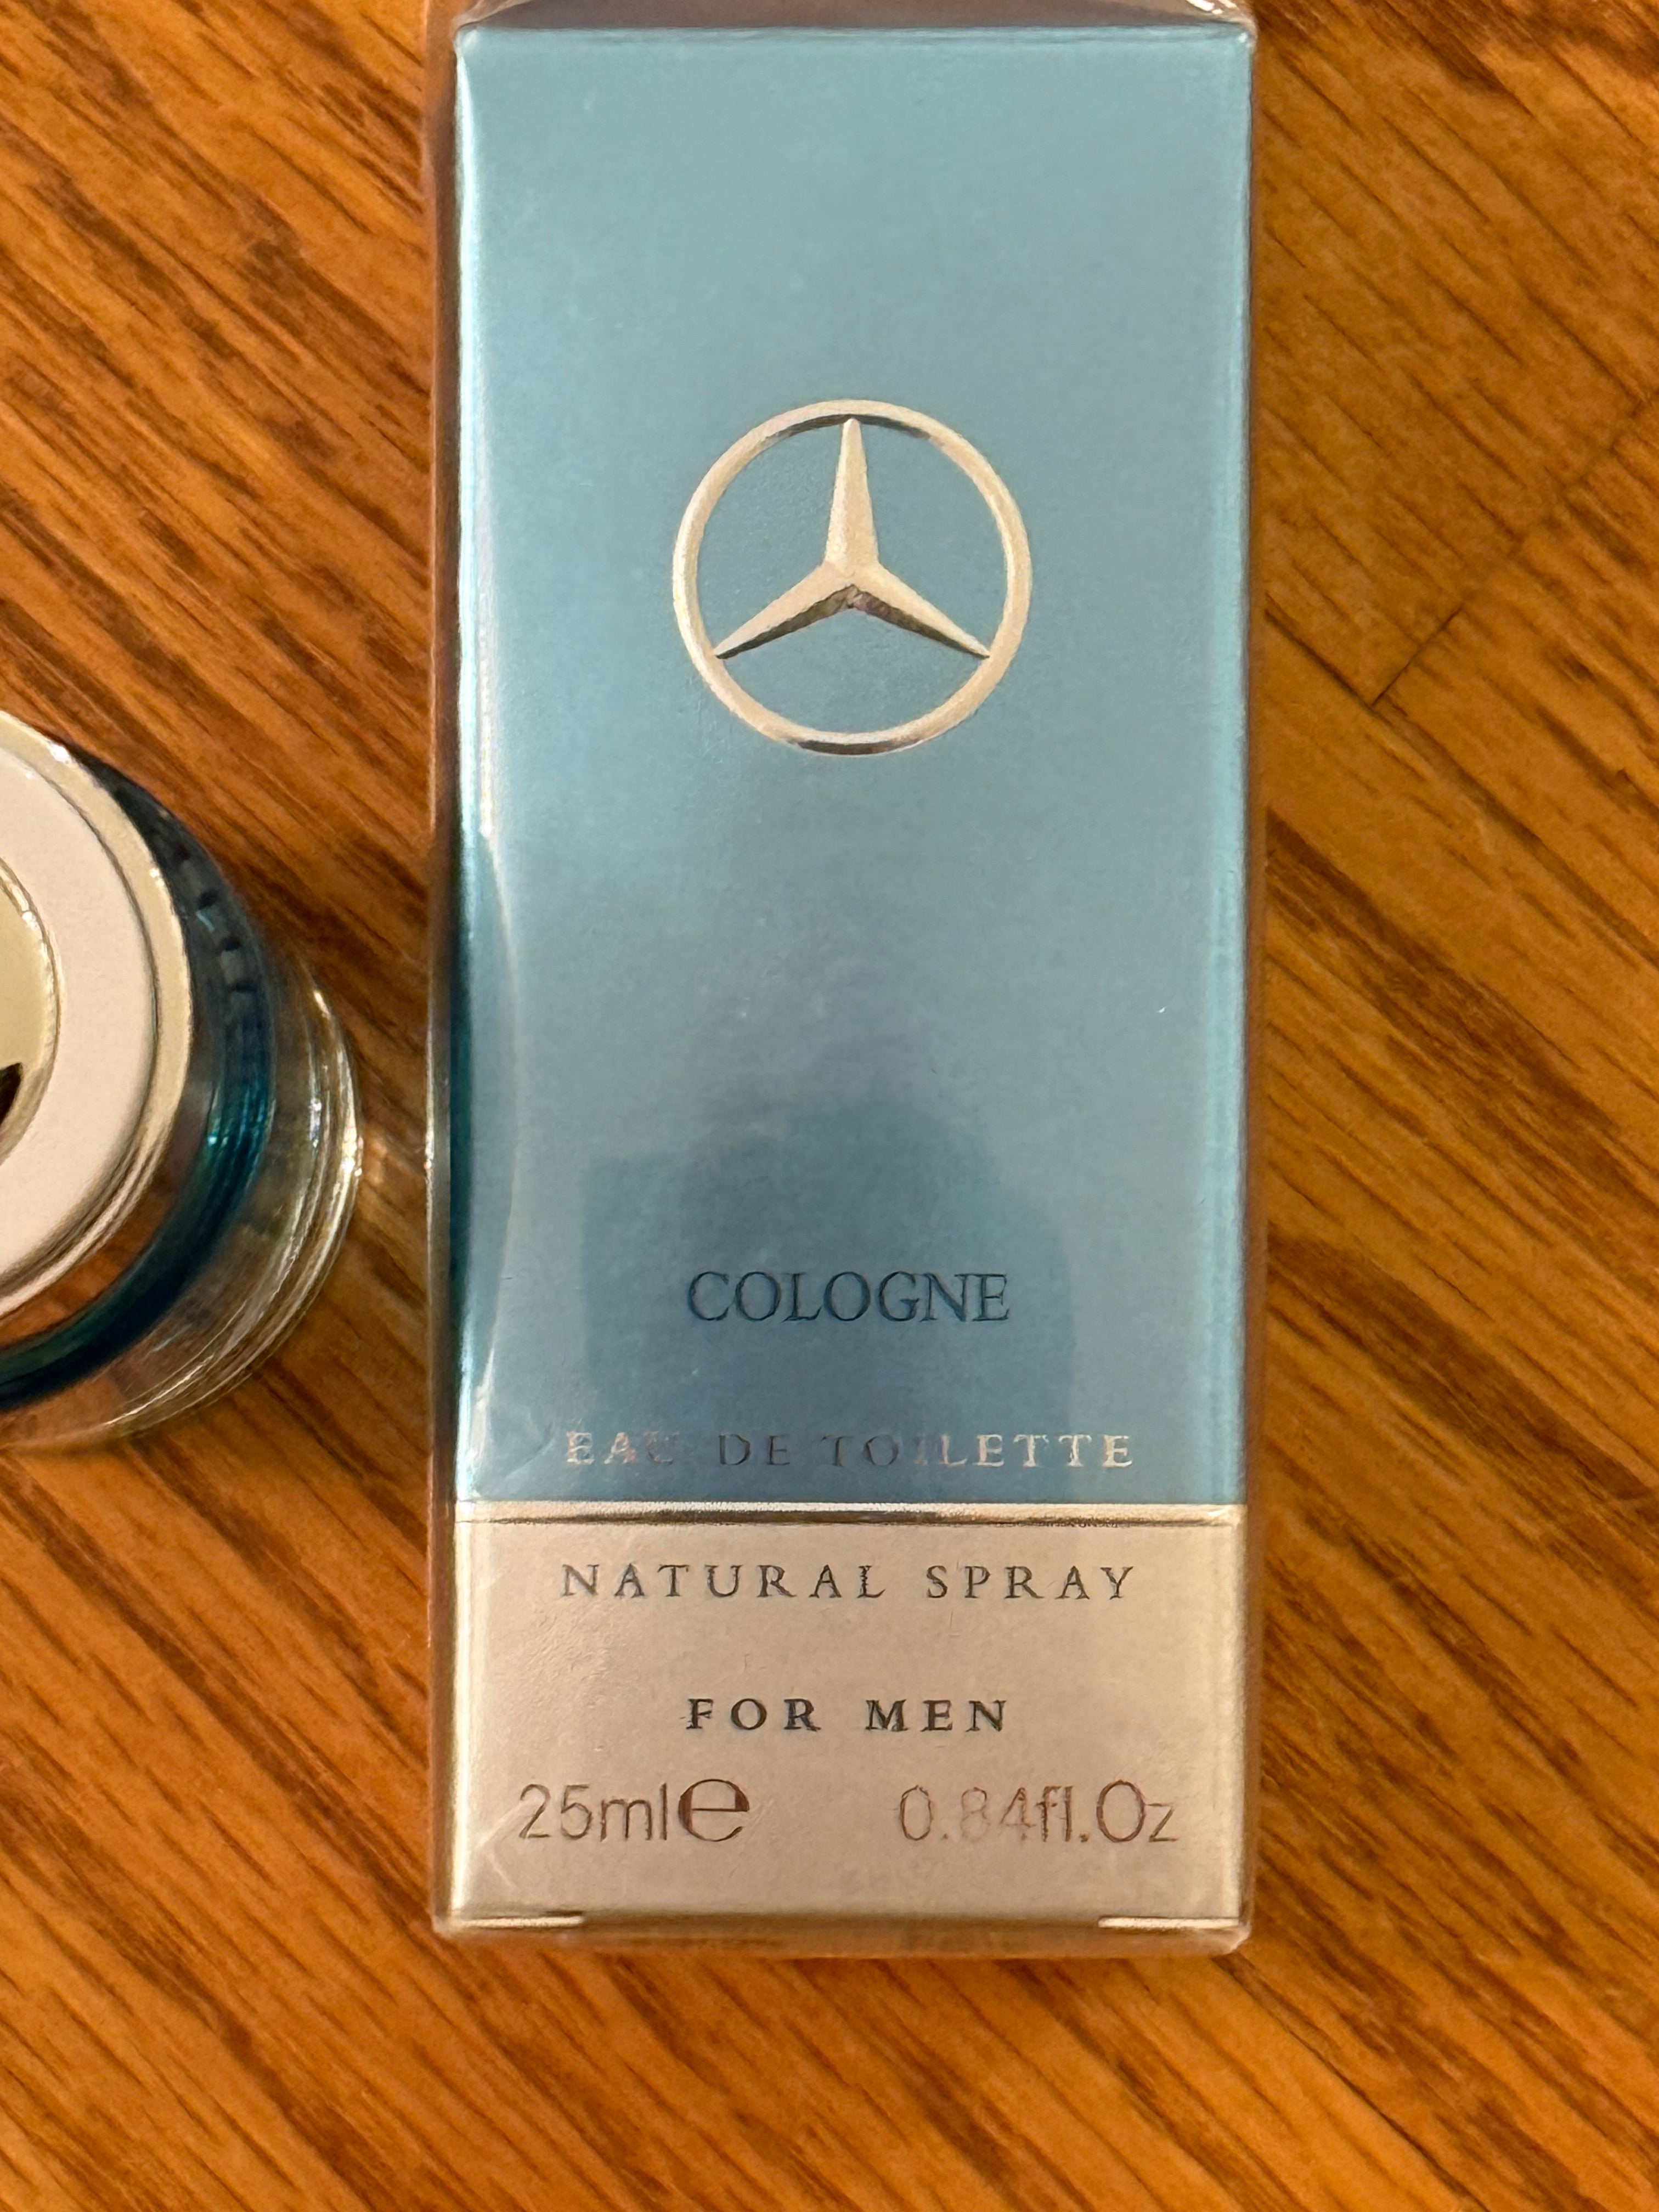 COLOGNE
EAU DE TOILETTE
NATURAL SPRAY
FOR MEN
25ml℮ 0.84fl.Oz